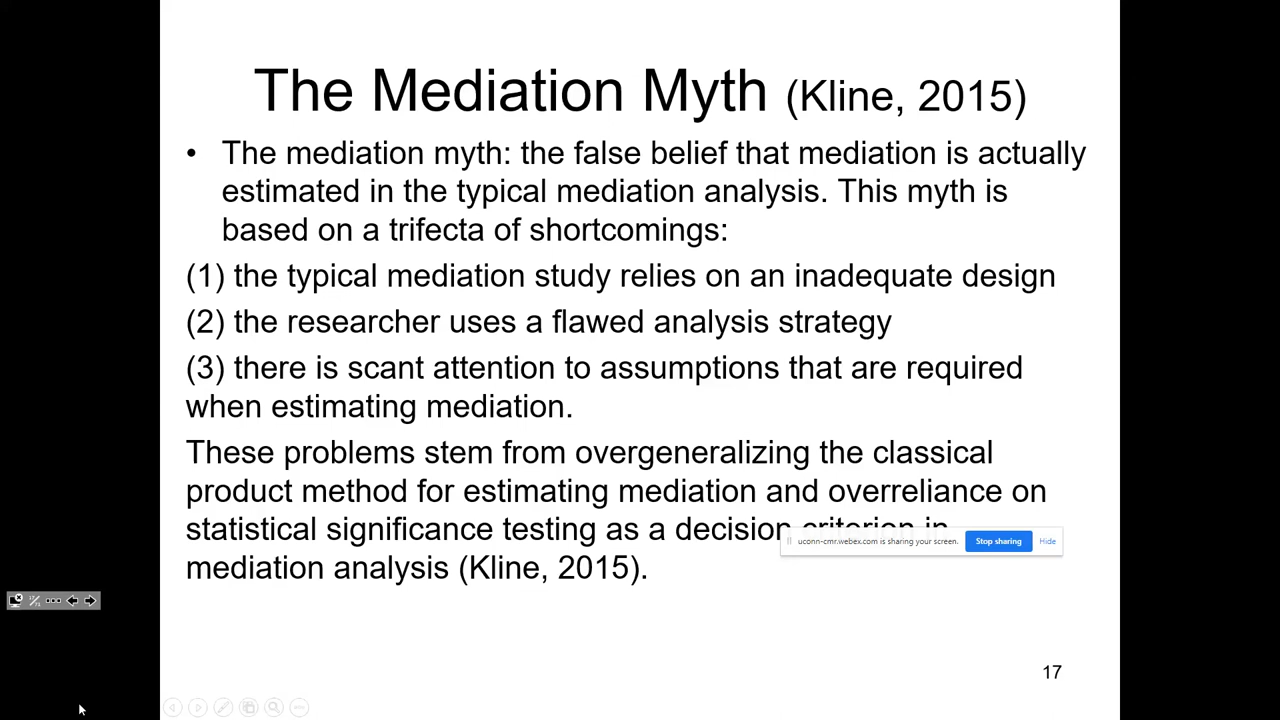 The Mediation Myth (Kline, 2015)
• The mediation myth: the false belief that mediation is actually
estimated in the typical mediation analysis. This myth is
based on a trifecta of shortcomings:
(1) the typical mediation study relies on an inadequate design
(2) the researcher uses a flawed analysis strategy
(3) there is scant attention to assumptions that are required
when estimating mediation.
These problems stem from overgeneralizing the classical
product method for estimating mediation and overreliance on
statistical significance testing as a decision criterion in
uconn-cmr.webex.com is sharing your screen. Stop sharing Hide
mediation analysis (Kline, 2015).
17